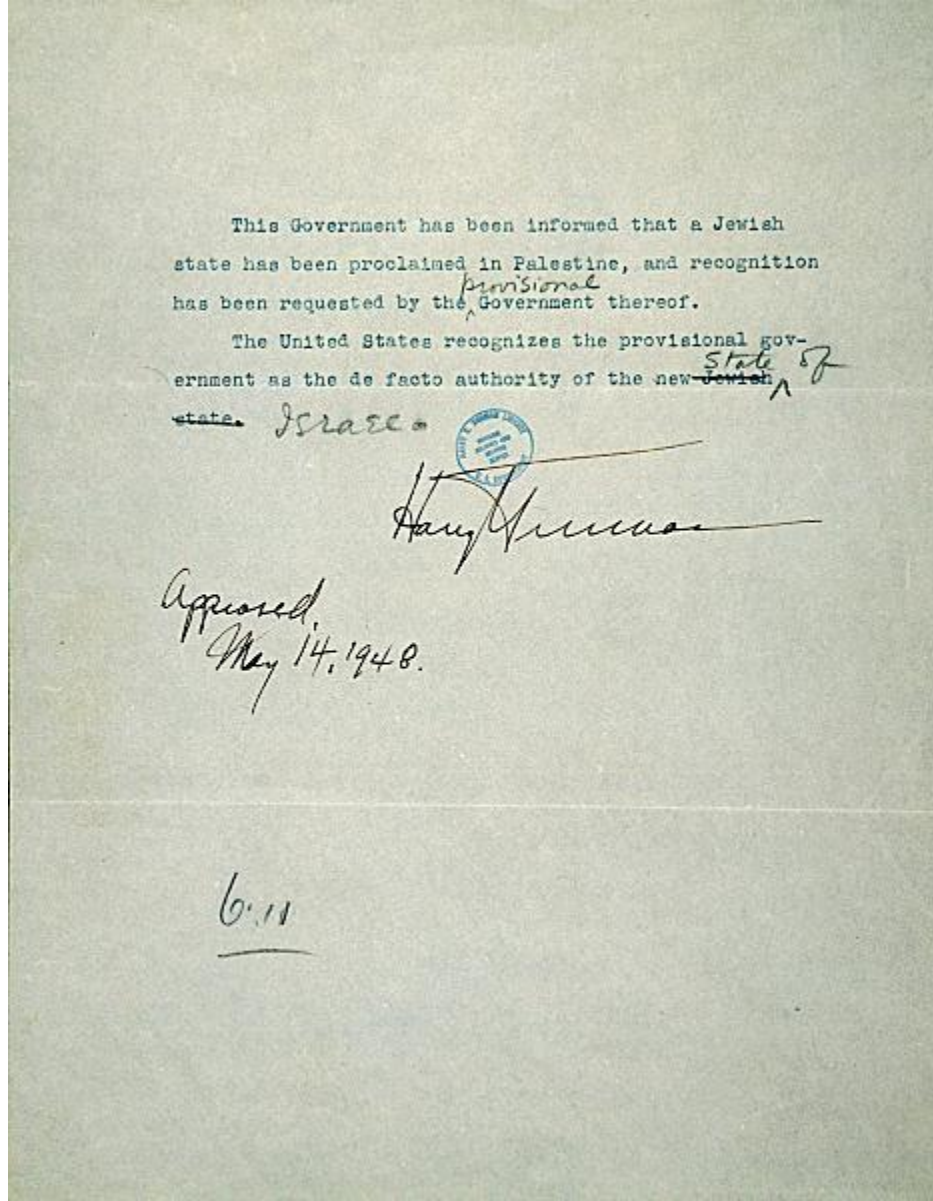 This Government has been informed that a Jewish
state has been proclaimed in Palestine, and recognition
provisional
has been requested by the Government thereof.
The United States recognizes the provisional gov-
State of
ernment as the de facto authority of the new Jewish
state. Israel.
Harry Truman
Approved,
May 14, 1948.
6.11